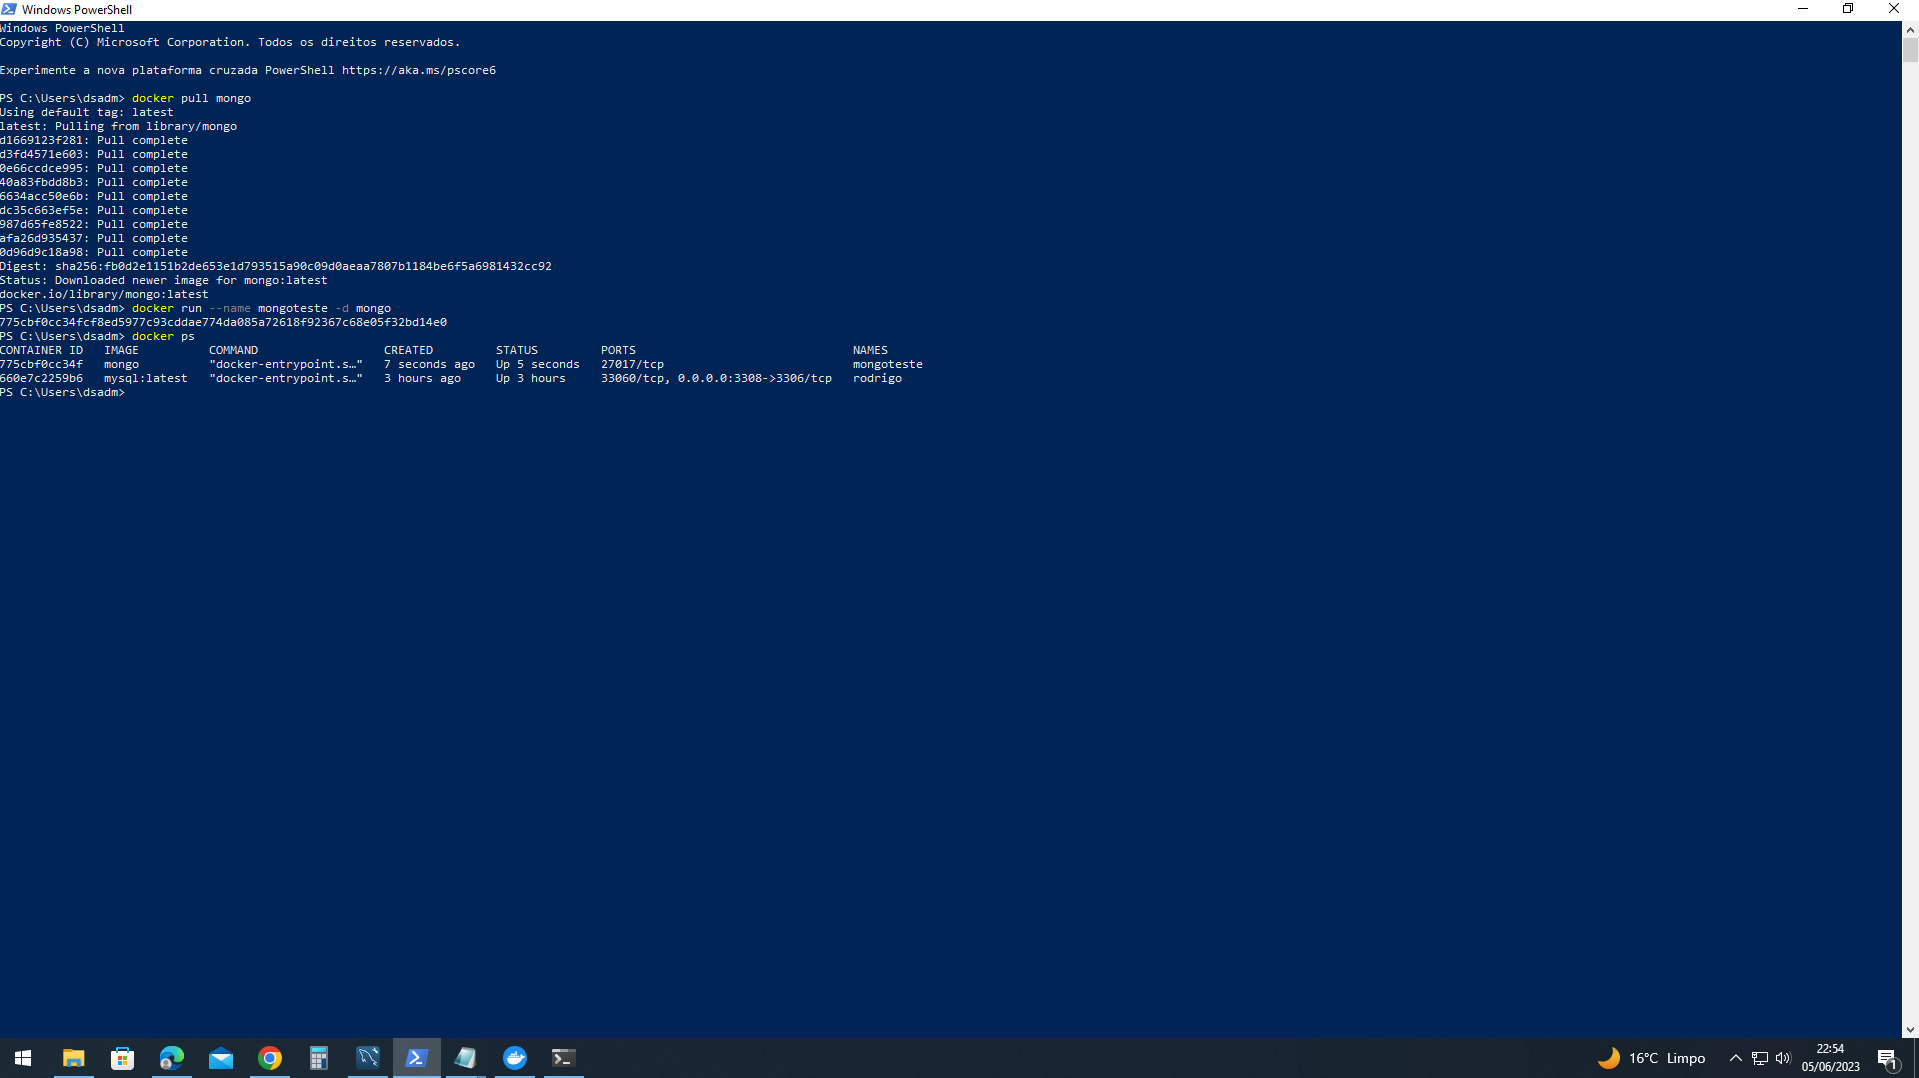 Windows PowerShell
Windows PowerShell
Copyright (C) Microsoft Corporation. Todos os direitos reservados.
Experimente a nova plataforma cruzada PowerShell https://aka.ms/pscore6
PS C:\Users\dsadm> docker pull mongo
Using default tag: latest
latest: Pulling from library/mongo
d1669123f281: Pull complete
d3fd4571e603: Pull complete
0e66ccdce995: Pull complete
40a83fbdd8b3: Pull complete
6634acc50e6b: Pull complete
dc35c663ef5e: Pull complete
987d65fe8522: Pull complete
afa26d935437: Pull complete
0d96d9c18a98: Pull complete
Digest: sha256:fb0d2e1151b2de653e1d793515a90c09d0aeaa7807b1184be6f5a6981432cc92
Status: Downloaded newer image for mongo:latest
docker.io/library/mongo:latest
PS C:\Users\dsadm> docker run --name mongoteste -d mongo
775cbf0cc34fcf8ed5977c93cddae774da085a72618f92367c68e05f32bd14e0
PS C:\Users\dsadm> docker ps
CONTAINER ID   IMAGE          COMMAND                  CREATED         STATUS         PORTS                               NAMES
775cbf0cc34f   mongo          "docker-entrypoint.s…"   7 seconds ago   Up 5 seconds   27017/tcp                           mongoteste
660e7c2259b6   mysql:latest   "docker-entrypoint.s…"   3 hours ago     Up 3 hours     33060/tcp, 0.0.0.0:3308->3306/tcp   rodrigo
PS C:\Users\dsadm>
16°C Limpo
22:54
05/06/2023
1